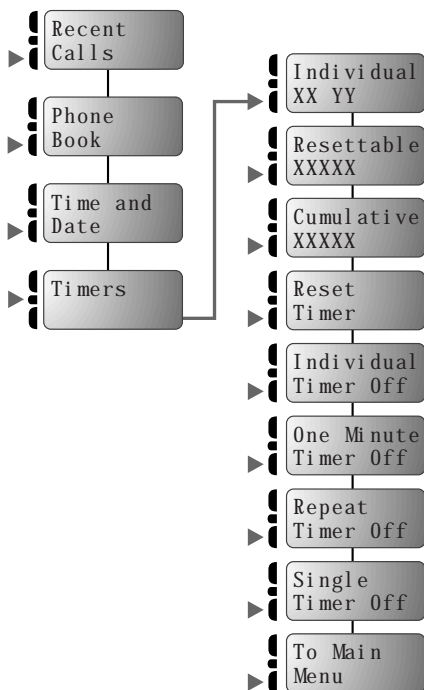 Recent
Calls
Phone
Book
Time and
Date
Timers
Individual
XX YY
Resettable
XXXXX
Cumulative
XXXXX
Reset
Timer
Individual
Timer Off
One Minute
Timer Off
Repeat
Timer Off
Single
Timer Off
To Main
Menu